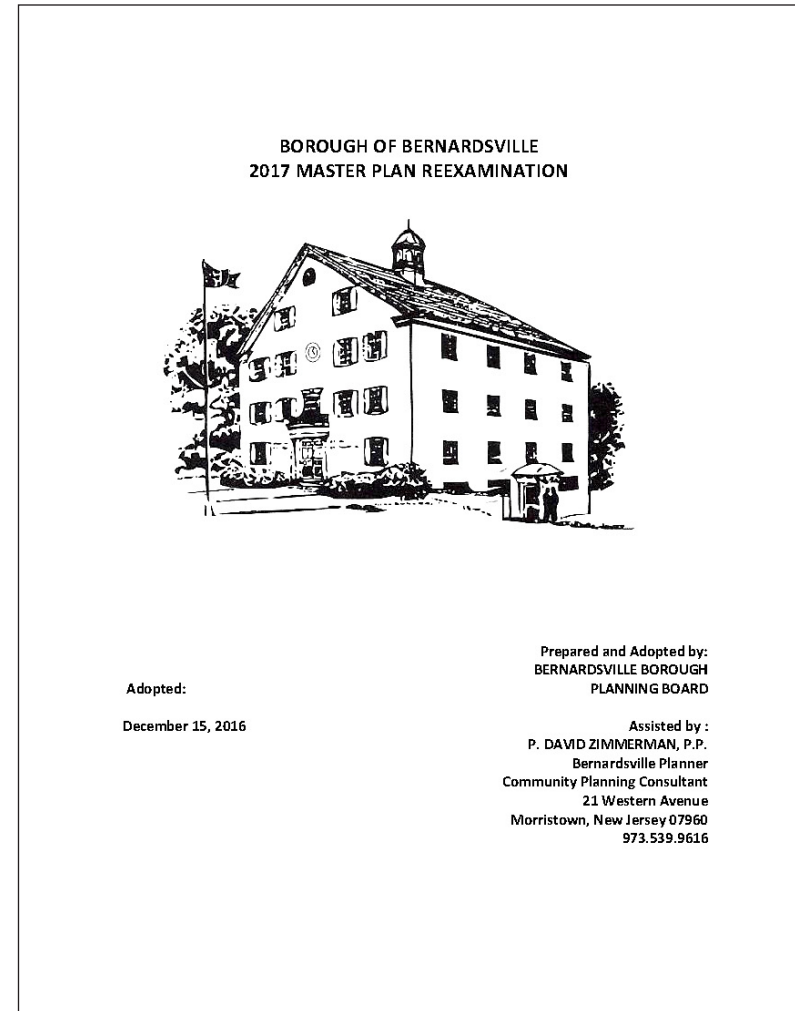 BOROUGH OF BERNARDSVILLE
2017 MASTER PLAN REEXAMINATION
Prepared and Adopted by:
BERNARDSVILLE BOROUGH
PLANNING BOARD
Adopted:
December 15, 2016
Assisted by :
P. DAVID ZIMMERMAN, P.P.
Bernardsville Planner
Community Planning Consultant
21 Western Avenue
Morristown, New Jersey 07960
973.539.9616